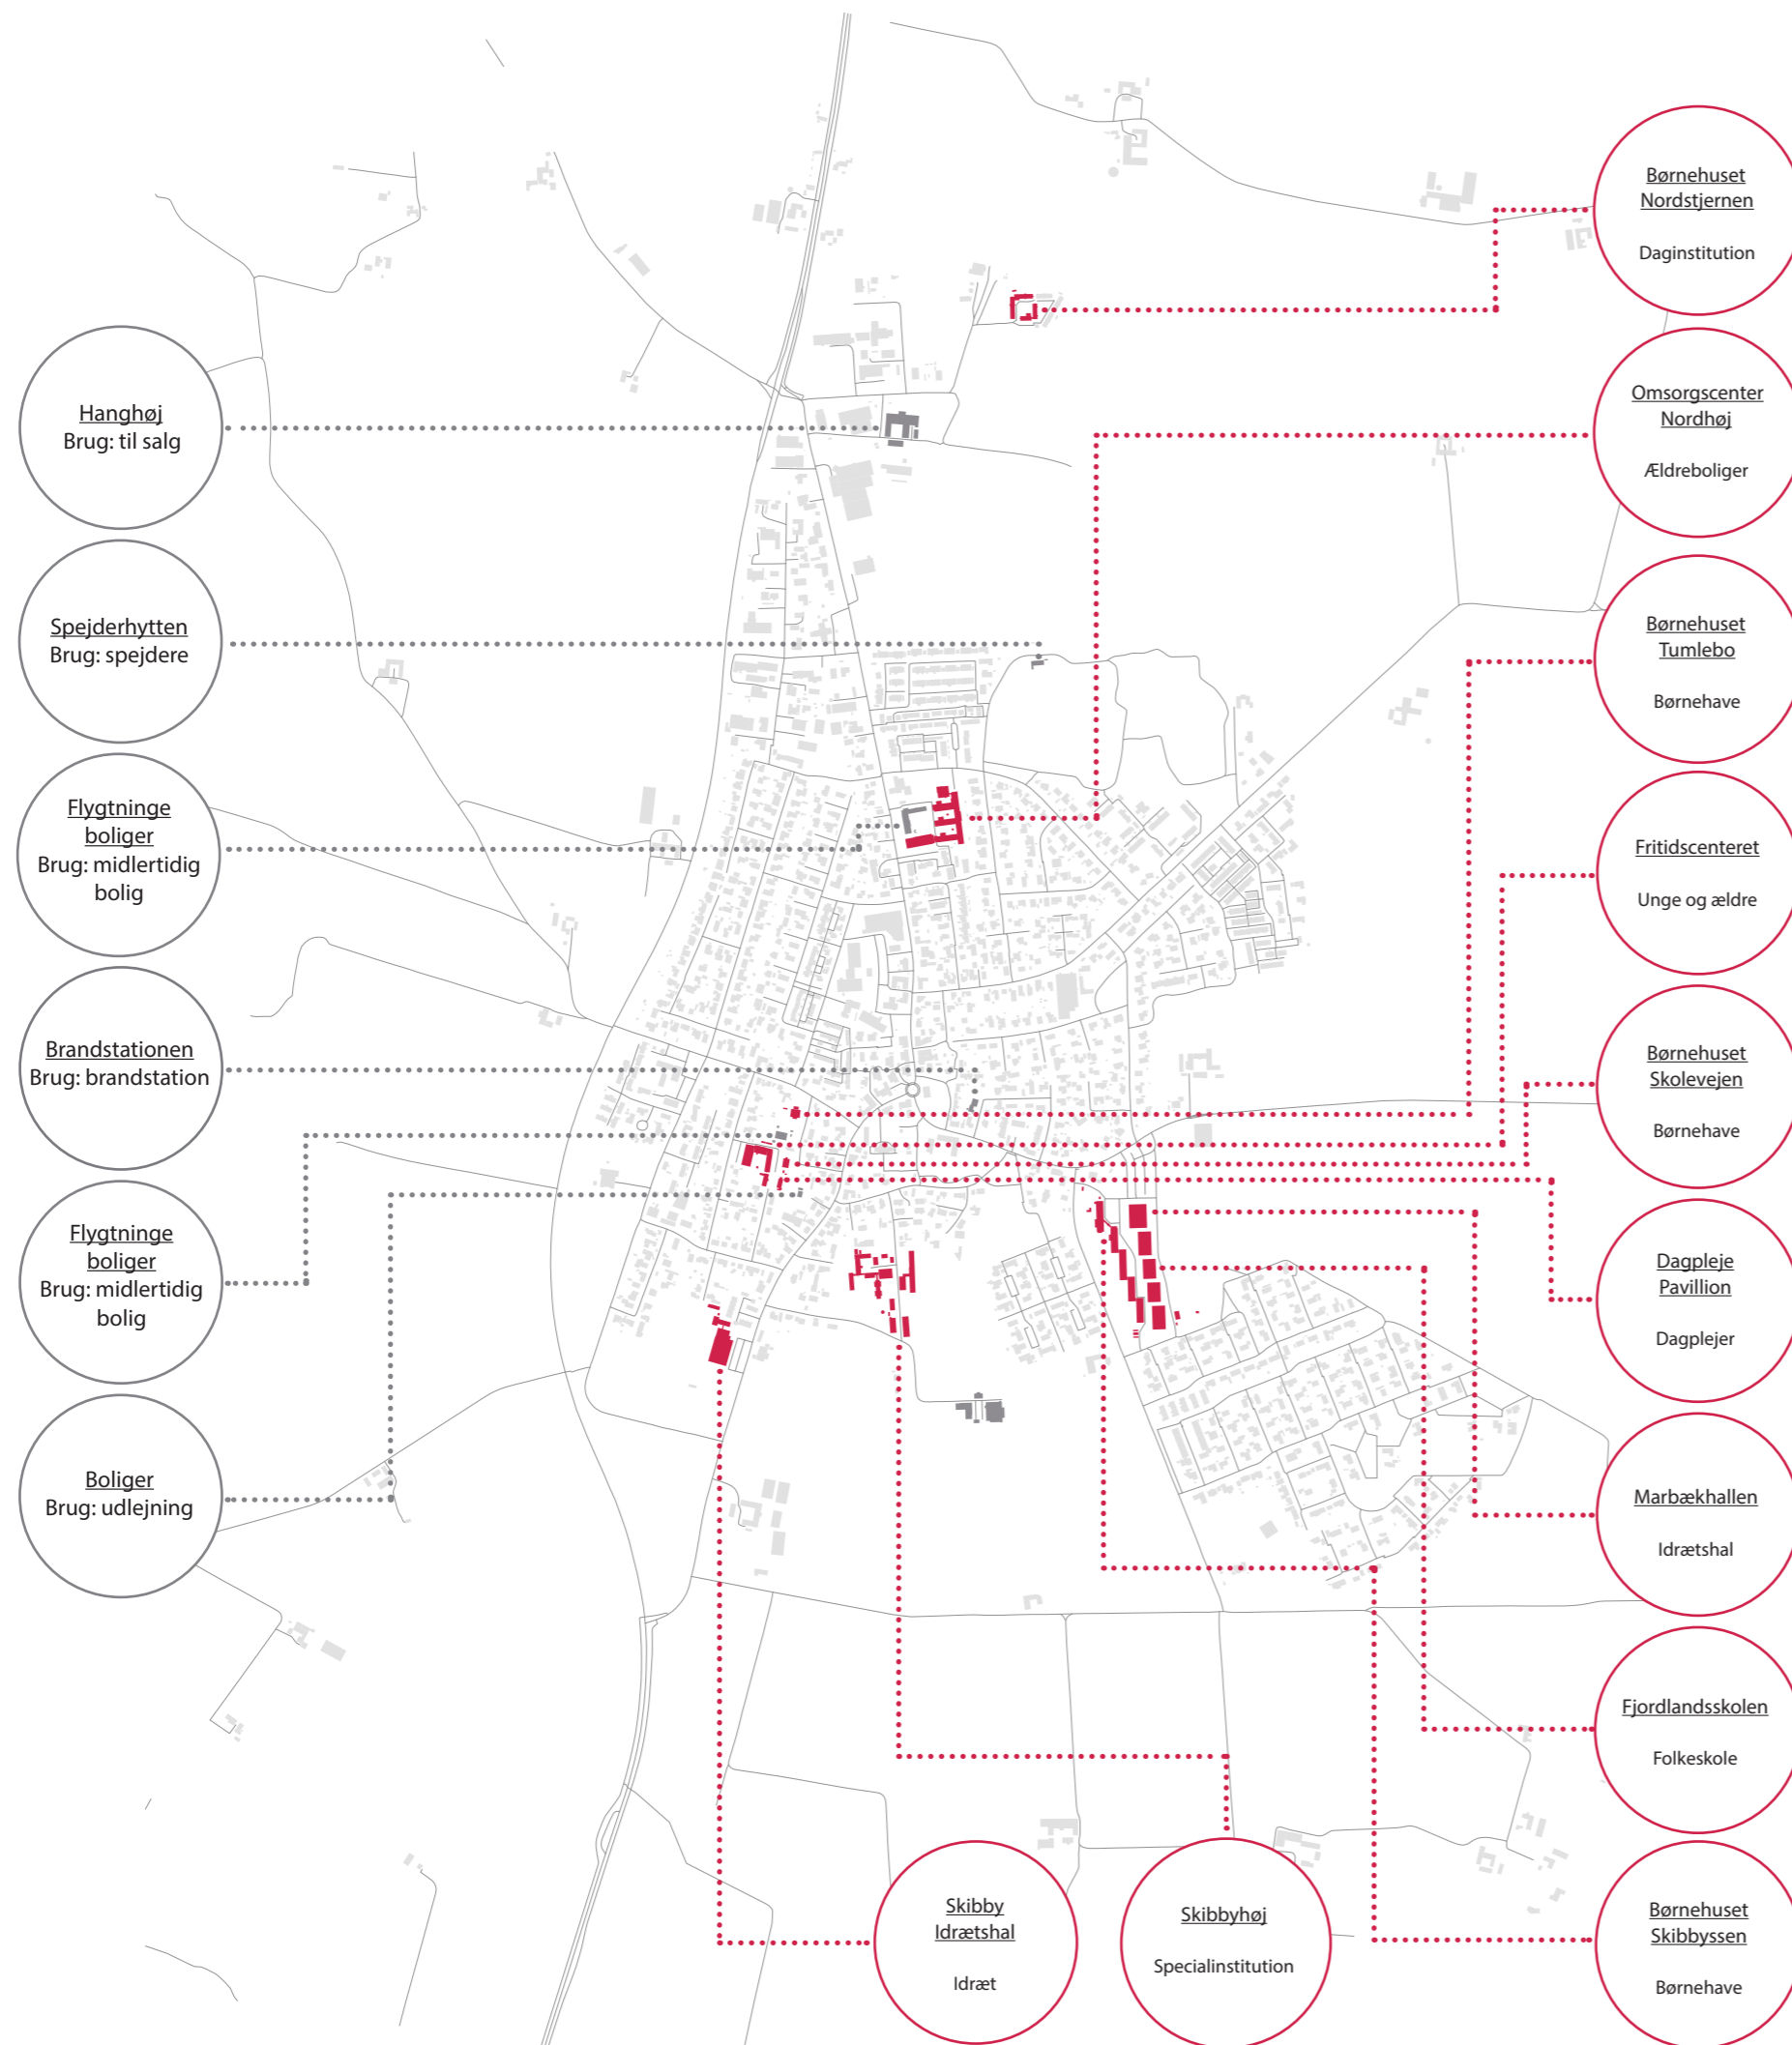 Hanghøj
Brug: til salg
Spejderhytten
Brug: spejdere
Flygtninge
boliger
Brug: midlertidig
bolig
Brandstationen
Brug: brandstation
Flygtninge
boliger
Brug: midlertidig
bolig
Boliger
Brug: udlejning
Børnehuset
Nordstjernen
Daginstitution
Omsorgscenter
Nordhøj
Ældreboliger
Børnehuset
Tumlebo
Børnehave
Fritidscenteret
Unge og ældre
Børnehuset
Skolevejen
Børnehave
Dagpleje
Pavillion
Dagplejer
Marbækhallen
Idrætshal
Fjordlandsskolen
Folkeskole
Børnehuset
Skibbyssen
Børnehave
Skibby
Idrætshal
Idræt
Skibbyhøj
Specialinstitution